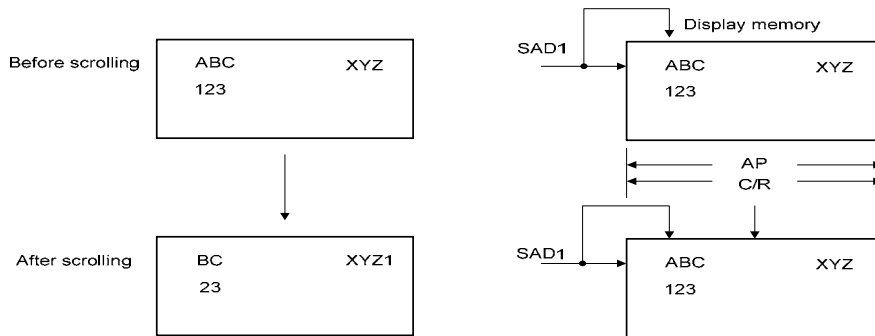 Display memory
SAD1
Before scrolling
ABC
XYZ
123
ABC
XYZ
123
AP
C/R
SAD1
After scrolling
BC
XYZ1
23
ABC
XYZ
123